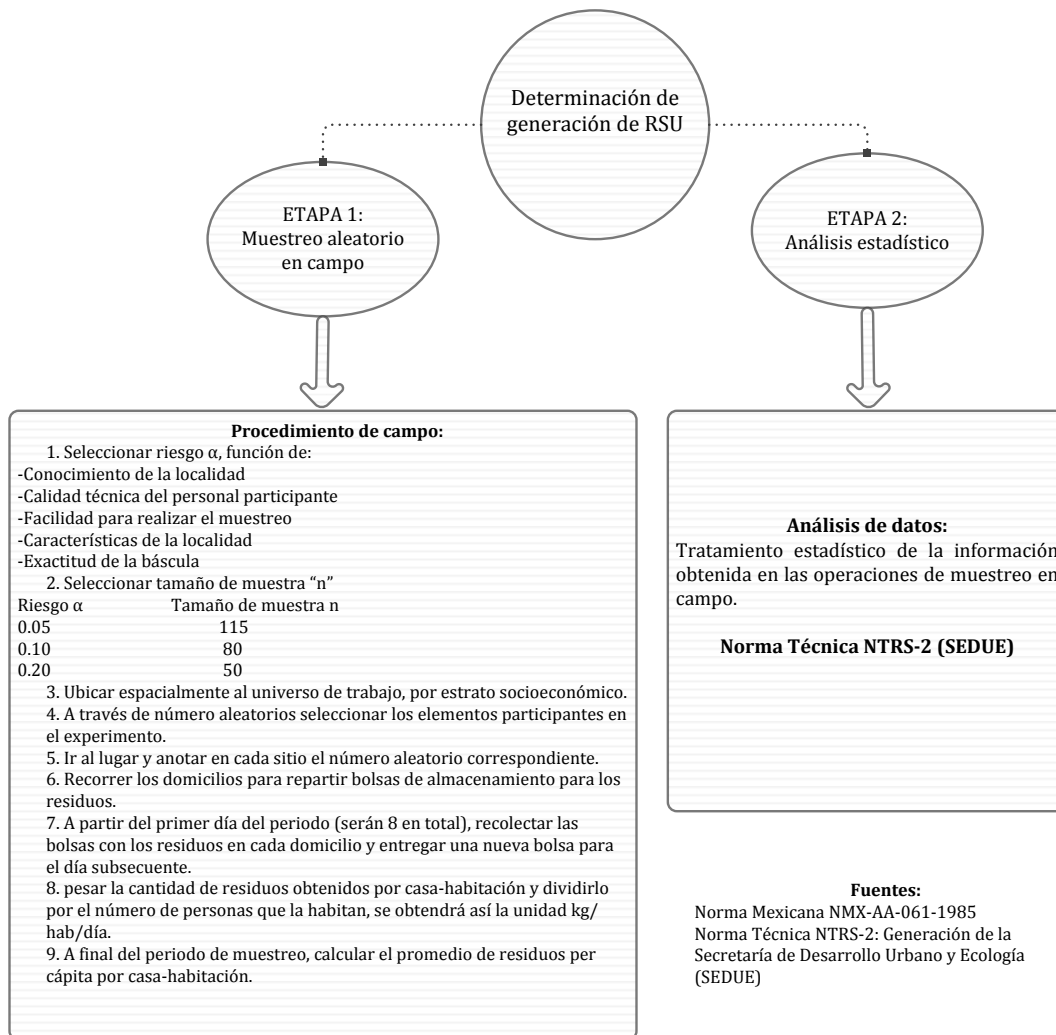 Determinación de
generación de RSU
ETAPA 1:
Muestreo aleatorio
en campo
ETAPA 2:
Análisis estadístico
Procedimiento de campo:
1. Seleccionar riesgo α, función de:
-Conocimiento de la localidad
-Calidad técnica del personal participante
-Facilidad para realizar el muestreo
-Características de la localidad
-Exactitud de la báscula
2. Seleccionar tamaño de muestra “n”
Riesgo α Tamaño de muestra n
0.05 115
0.10 80
0.20 50
3. Ubicar espacialmente al universo de trabajo, por estrato socioeconómico.
4. A través de número aleatorios seleccionar los elementos participantes en
el experimento.
5. Ir al lugar y anotar en cada sitio el número aleatorio correspondiente.
6. Recorrer los domicilios para repartir bolsas de almacenamiento para los
residuos.
7. A partir del primer día del periodo (serán 8 en total), recolectar las
bolsas con los residuos en cada domicilio y entregar una nueva bolsa para
el día subsecuente.
8. pesar la cantidad de residuos obtenidos por casa-habitación y dividirlo
por el número de personas que la habitan, se obtendrá así la unidad kg/
hab/día.
9. A final del periodo de muestreo, calcular el promedio de residuos per
cápita por casa-habitación.
Análisis de datos:
Tratamiento estadístico de la información
obtenida en las operaciones de muestreo en
campo.
Norma Técnica NTRS-2 (SEDUE)
Fuentes:
Norma Mexicana NMX-AA-061-1985
Norma Técnica NTRS-2: Generación de la
Secretaría de Desarrollo Urbano y Ecología
(SEDUE)